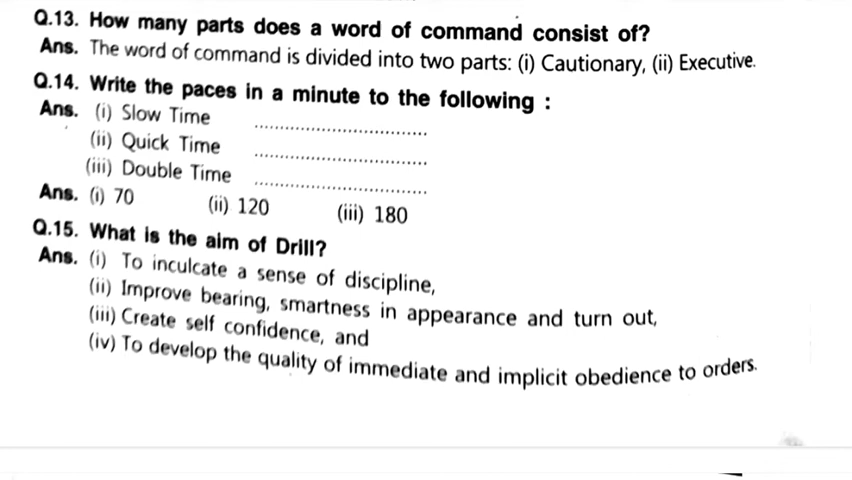 Q.13. How many parts does a word of command consist of?
Ans. The word of command is divided into two parts: (i) Cautionary, (ii) Executive.
Q.14. Write the paces in a minute to the following :
Ans. (i) Slow Time ....................................
(ii) Quick Time ....................................
(iii) Double Time ....................................
Ans. (i) 70 (ii) 120 (iii) 180
Q.15. What is the aim of Drill?
Ans. (i) To inculcate a sense of discipline,
(ii) Improve bearing, smartness in appearance and turn out,
(iii) Create self confidence, and
(iv) To develop the quality of immediate and implicit obedience to orders.